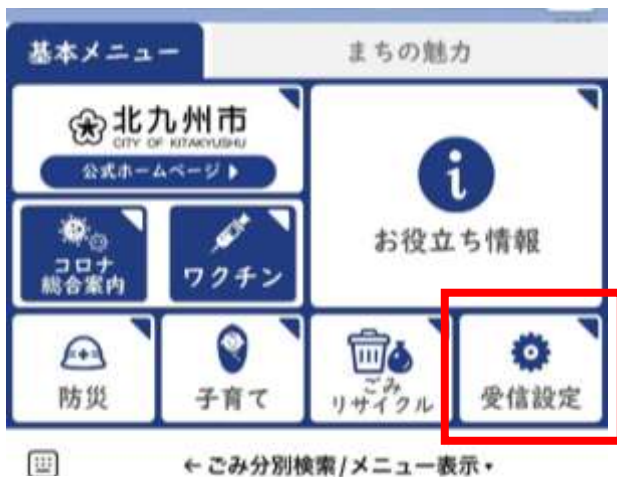 基本メニュー
まちの魅力
北九州市
CITY OF KITAKYUSHU
公式ホームページ
お役立ち情報
コロナ
総合案内
ワクチン
防災
子育て
ごみ
リサイクル
受信設定
←ごみ分別検索/メニュー表示▾